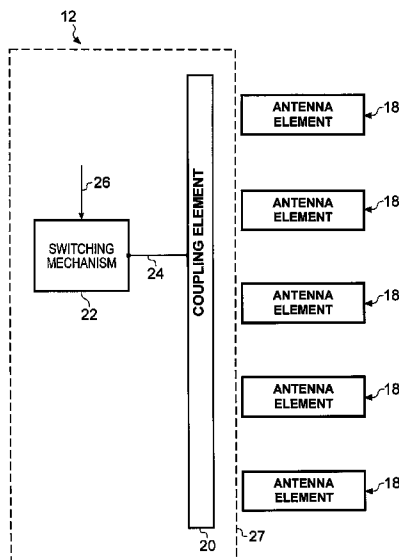 12
ANTENNA
ELEMENT
18
ANTENNA
ELEMENT
18
26
SWITCHING
MECHANISM
22
24
COUPLING ELEMENT
ANTENNA
ELEMENT
18
ANTENNA
ELEMENT
18
ANTENNA
ELEMENT
18
20
27